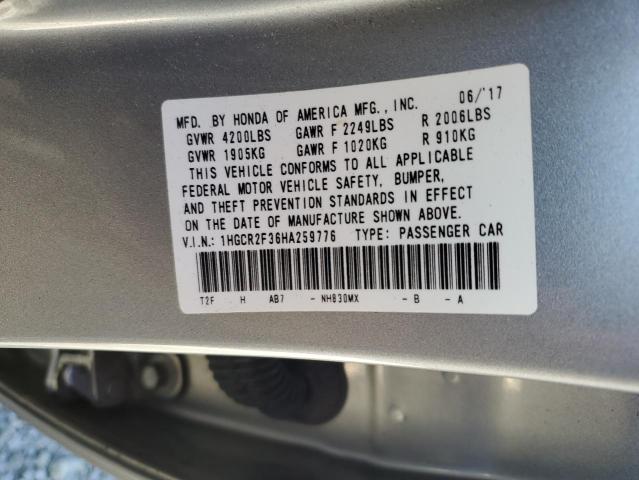 MFD. BY HONDA OF AMERICA MFG., INC. 06/'17
GVWR 4200LBS GAWR F 2249LBS R 2006LBS
GVWR 1905KG GAWR F 1020KG R 910KG
THIS VEHICLE CONFORMS TO ALL APPLICABLE
FEDERAL MOTOR VEHICLE SAFETY, BUMPER,
AND THEFT PREVENTION STANDARDS IN EFFECT
ON THE DATE OF MANUFACTURE SHOWN ABOVE.
V.I.N.: 1HGCR2F36HA259776 TYPE: PASSENGER CAR
T2F H AB7 - NH830MX - B - A